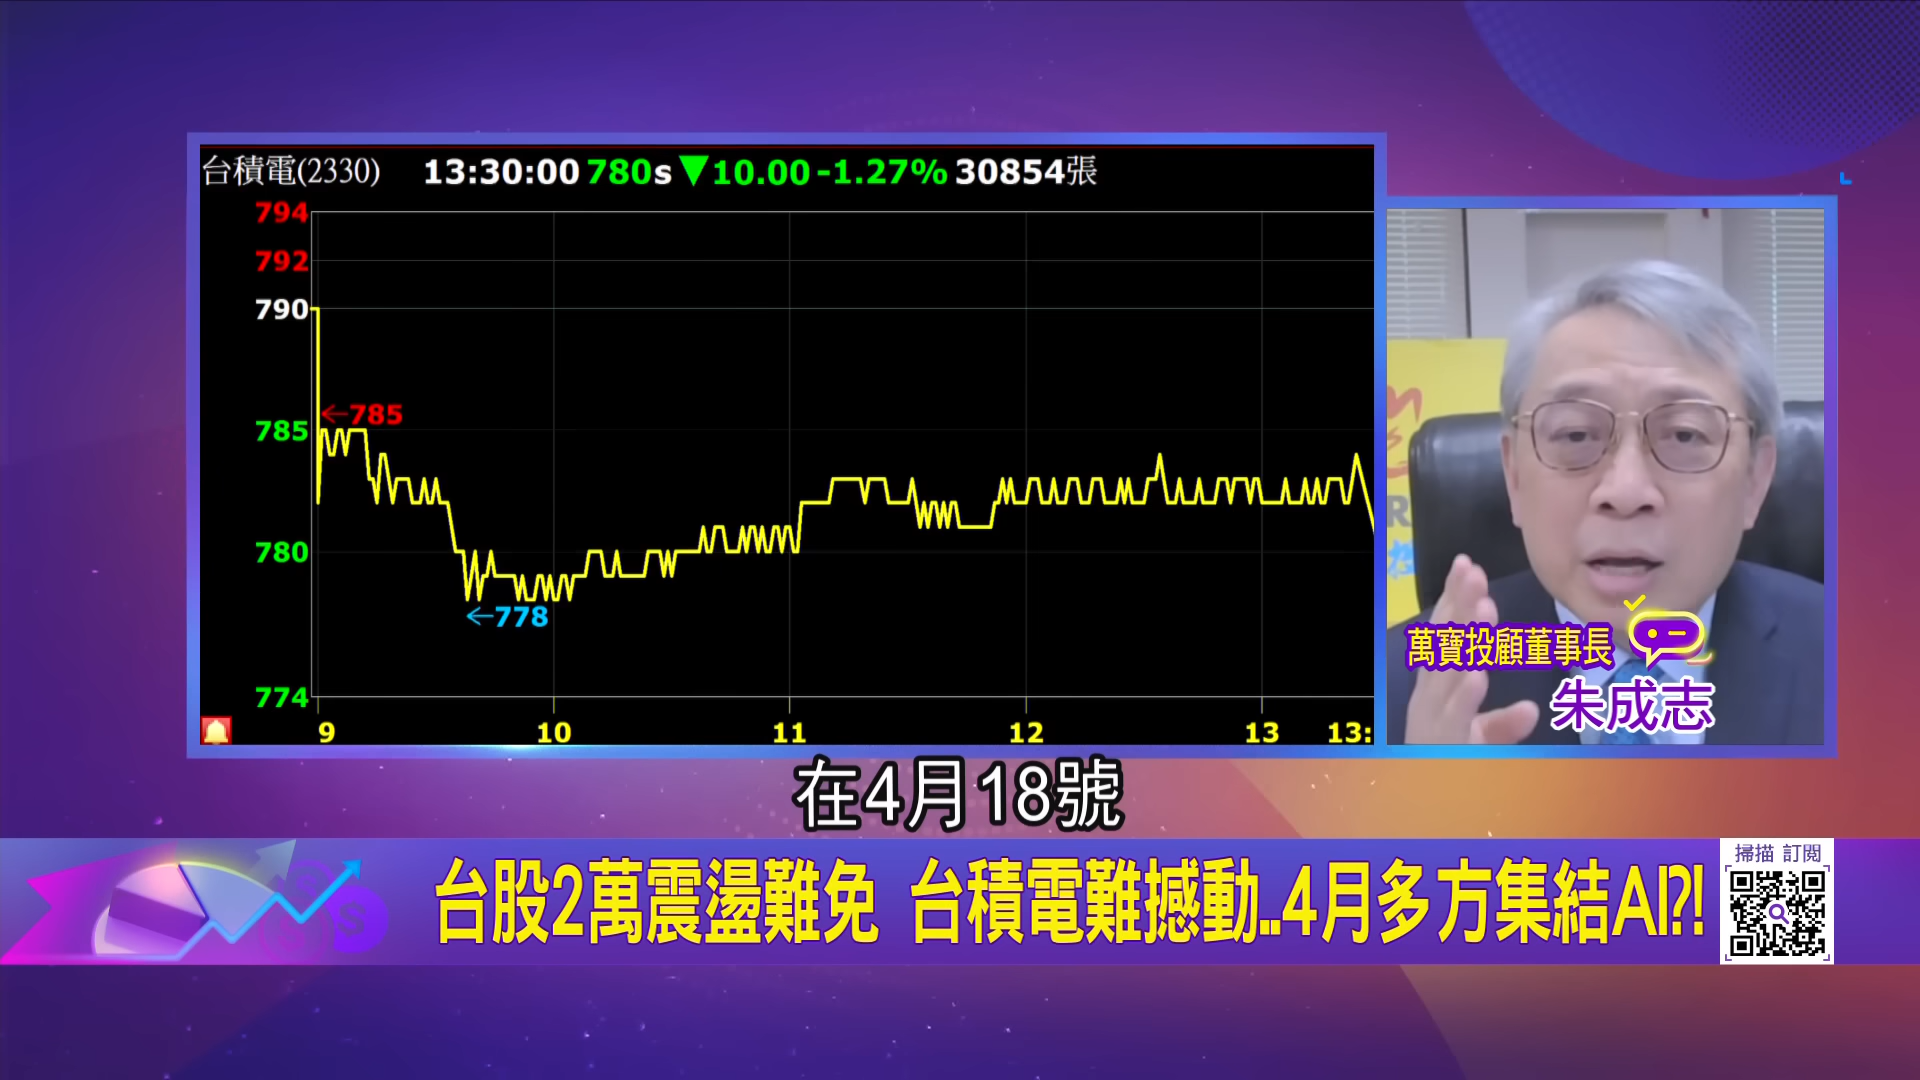 台積電(2330) 13:30:00 780s ▼10.00 -1.27% 30854張
794
792
790
785
780
774
←785
←778
9 10 11 12 13 13:
萬寶投顧董事長
朱成志
在4月18號
台股2萬震盪難免 台積電難撼動..4月多方集結AI?!
掃描 訂閱